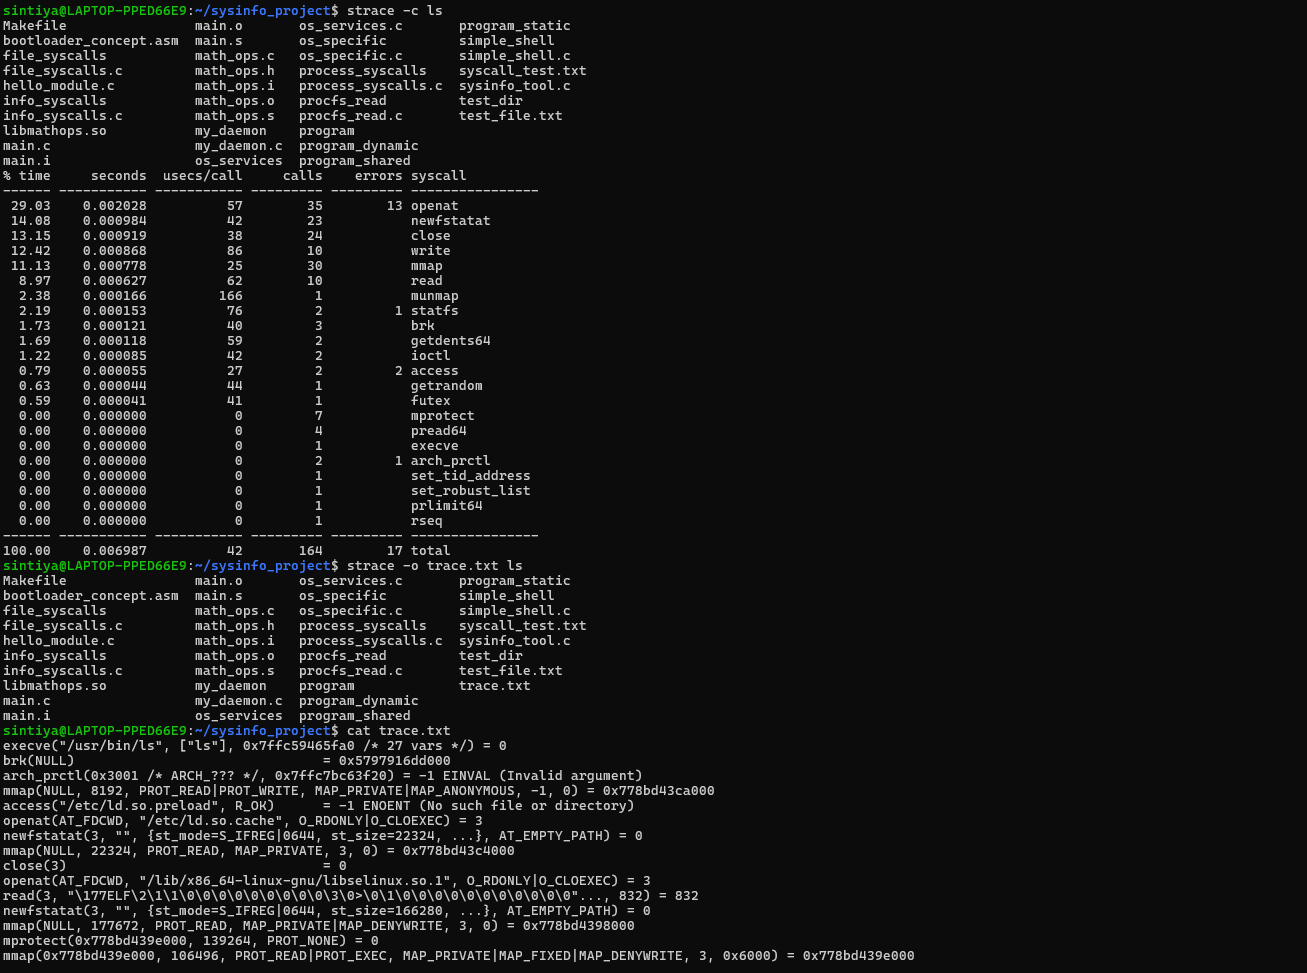 sintiya@LAPTOP-PPED66E9:~/sysinfo_project$ strace -c ls
Makefile                main.o       os_services.c       program_static
bootloader_concept.asm  main.s       os_specific         simple_shell
file_syscalls           math_ops.c   os_specific.c       simple_shell.c
file_syscalls.c         math_ops.h   process_syscalls    syscall_test.txt
hello_module.c          math_ops.i   process_syscalls.c  sysinfo_tool.c
info_syscalls           math_ops.o   procfs_read         test_dir
info_syscalls.c         math_ops.s   procfs_read.c       test_file.txt
libmathops.so           my_daemon    program
main.c                  my_daemon.c  program_dynamic
main.i                  os_services  program_shared
% time     seconds  usecs/call     calls    errors syscall
------ ----------- ----------- --------- --------- ----------------
 29.03    0.002028          57        35        13 openat
 14.08    0.000984          42        23           newfstatat
 13.15    0.000919          38        24           close
 12.42    0.000868          86        10           write
 11.13    0.000778          25        30           mmap
  8.97    0.000627          62        10           read
  2.38    0.000166         166         1           munmap
  2.19    0.000153          76         2         1 statfs
  1.73    0.000121          40         3           brk
  1.69    0.000118          59         2           getdents64
  1.22    0.000085          42         2           ioctl
  0.79    0.000055          27         2         2 access
  0.63    0.000044          44         1           getrandom
  0.59    0.000041          41         1           futex
  0.00    0.000000           0         7           mprotect
  0.00    0.000000           0         4           pread64
  0.00    0.000000           0         1           execve
  0.00    0.000000           0         2         1 arch_prctl
  0.00    0.000000           0         1           set_tid_address
  0.00    0.000000           0         1           set_robust_list
  0.00    0.000000           0         1           prlimit64
  0.00    0.000000           0         1           rseq
------ ----------- ----------- --------- --------- ----------------
100.00    0.006987          42       164        17 total
sintiya@LAPTOP-PPED66E9:~/sysinfo_project$ strace -o trace.txt ls
Makefile                main.o       os_services.c       program_static
bootloader_concept.asm  main.s       os_specific         simple_shell
file_syscalls           math_ops.c   os_specific.c       simple_shell.c
file_syscalls.c         math_ops.h   process_syscalls    syscall_test.txt
hello_module.c          math_ops.i   process_syscalls.c  sysinfo_tool.c
info_syscalls           math_ops.o   procfs_read         test_dir
info_syscalls.c         math_ops.s   procfs_read.c       test_file.txt
libmathops.so           my_daemon    program             trace.txt
main.c                  my_daemon.c  program_dynamic
main.i                  os_services  program_shared
sintiya@LAPTOP-PPED66E9:~/sysinfo_project$ cat trace.txt
execve("/usr/bin/ls", ["ls"], 0x7ffc59465fa0 /* 27 vars */) = 0
brk(NULL)                               = 0x5797916dd000
arch_prctl(0x3001 /* ARCH_??? */, 0x7ffc7bc63f20) = -1 EINVAL (Invalid argument)
mmap(NULL, 8192, PROT_READ|PROT_WRITE, MAP_PRIVATE|MAP_ANONYMOUS, -1, 0) = 0x778bd43ca000
access("/etc/ld.so.preload", R_OK)      = -1 ENOENT (No such file or directory)
openat(AT_FDCWD, "/etc/ld.so.cache", O_RDONLY|O_CLOEXEC) = 3
newfstatat(3, "", {st_mode=S_IFREG|0644, st_size=22324, ...}, AT_EMPTY_PATH) = 0
mmap(NULL, 22324, PROT_READ, MAP_PRIVATE, 3, 0) = 0x778bd43c4000
close(3)                                = 0
openat(AT_FDCWD, "/lib/x86_64-linux-gnu/libselinux.so.1", O_RDONLY|O_CLOEXEC) = 3
read(3, "\177ELF\2\1\1\0\0\0\0\0\0\0\0\0\3\0>\0\1\0\0\0\0\0\0\0\0\0\0\0"..., 832) = 832
newfstatat(3, "", {st_mode=S_IFREG|0644, st_size=166280, ...}, AT_EMPTY_PATH) = 0
mmap(NULL, 177672, PROT_READ, MAP_PRIVATE|MAP_DENYWRITE, 3, 0) = 0x778bd4398000
mprotect(0x778bd439e000, 139264, PROT_NONE) = 0
mmap(0x778bd439e000, 106496, PROT_READ|PROT_EXEC, MAP_PRIVATE|MAP_FIXED|MAP_DENYWRITE, 3, 0x6000) = 0x778bd439e000